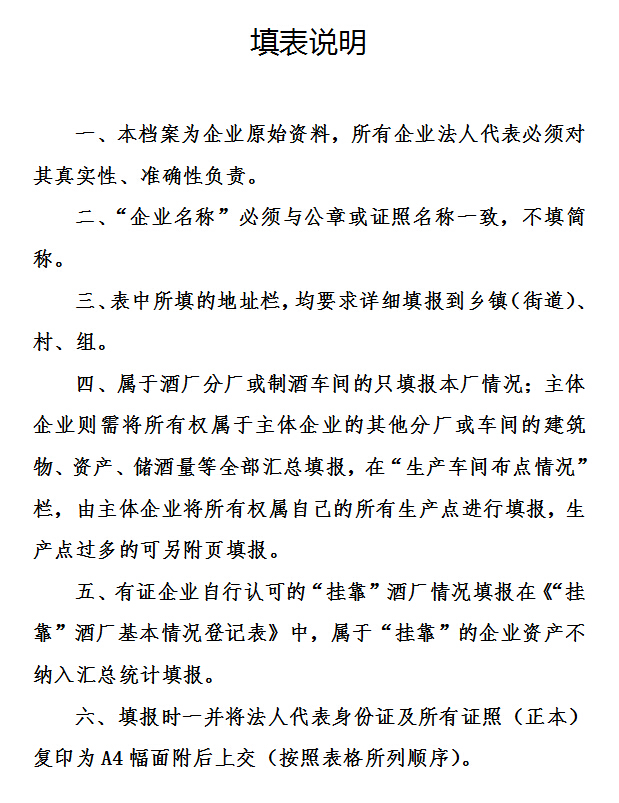 填表说明
一、本档案为企业原始资料，所有企业法人代表必须对
其真实性、准确性负责。
二、“企业名称”必须与公章或证照名称一致，不填简
称。
三、表中所填的地址栏，均要求详细填报到乡镇（街道）、
村、组。
四、属于酒厂分厂或制酒车间的只填报本厂情况；主体
企业则需将所有权属于主体企业的其他分厂或车间的建筑
物、资产、储酒量等全部汇总填报，在“生产车间布点情况”
栏，由主体企业将所有权属自己的所有生产点进行填报，生
产点过多的可另附页填报。
五、有证企业自行认可的“挂靠”酒厂情况填报在《“挂
靠”酒厂基本情况登记表》中，属于“挂靠”的企业资产不
纳入汇总统计填报。
六、填报时一并将法人代表身份证及所有证照（正本）
复印为 A4 幅面附后上交（按照表格所列顺序）。